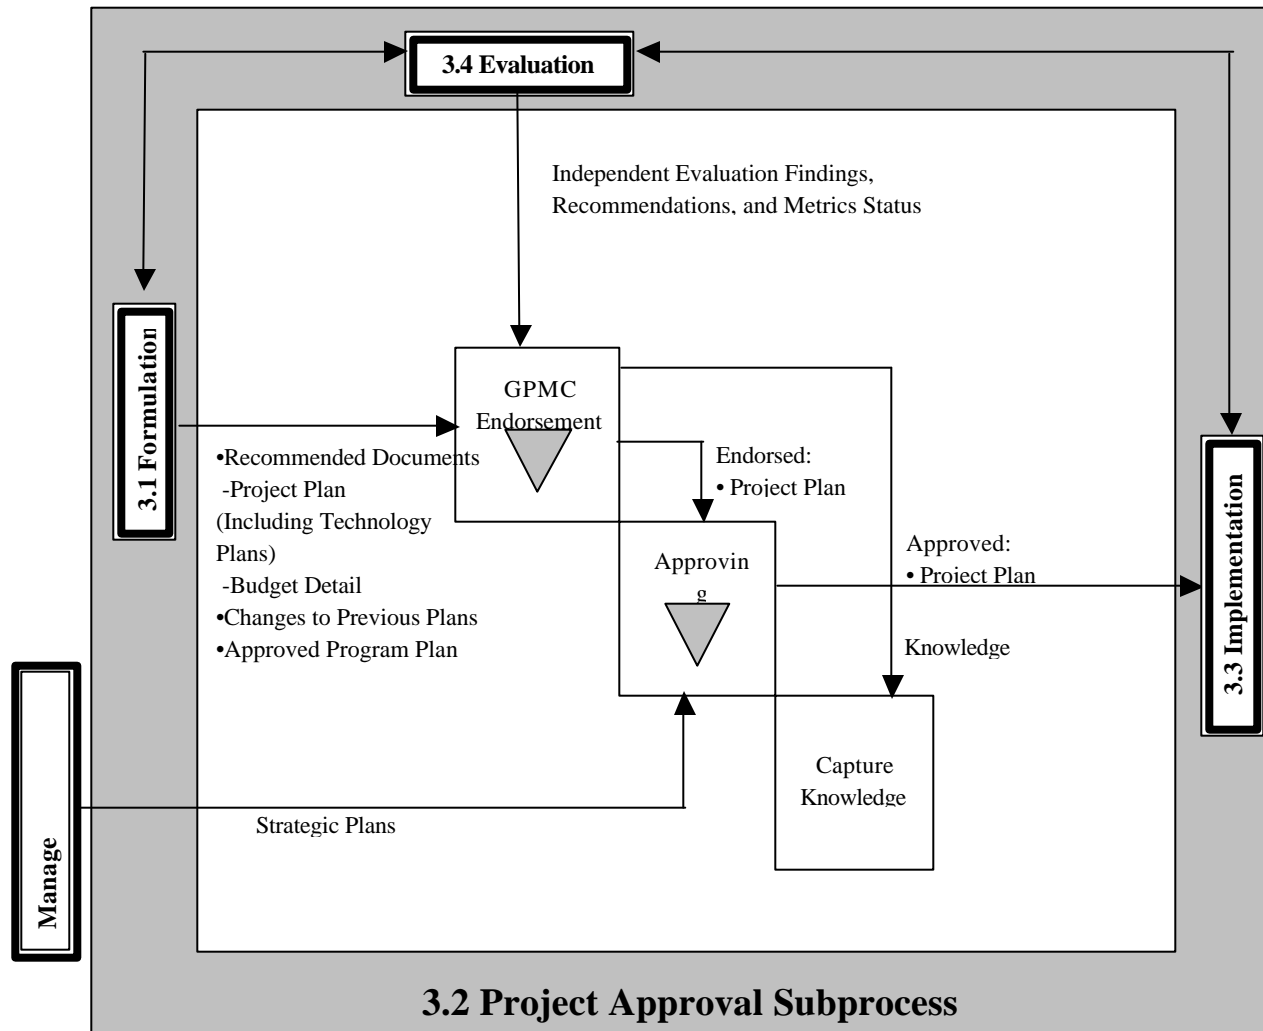 3.4 Evaluation
Independent Evaluation Findings,
Recommendations, and Metrics Status
3.1 Formulation
GPMC
Endorsement
•Recommended Documents
-Project Plan
(Including Technology
Plans)
-Budget Detail
•Changes to Previous Plans
•Approved Program Plan
Endorsed:
• Project Plan
Approvin
g
Approved:
• Project Plan
3.3 Implementation
Knowledge
Capture
Knowledge
Manage
Strategic Plans
3.2 Project Approval Subprocess